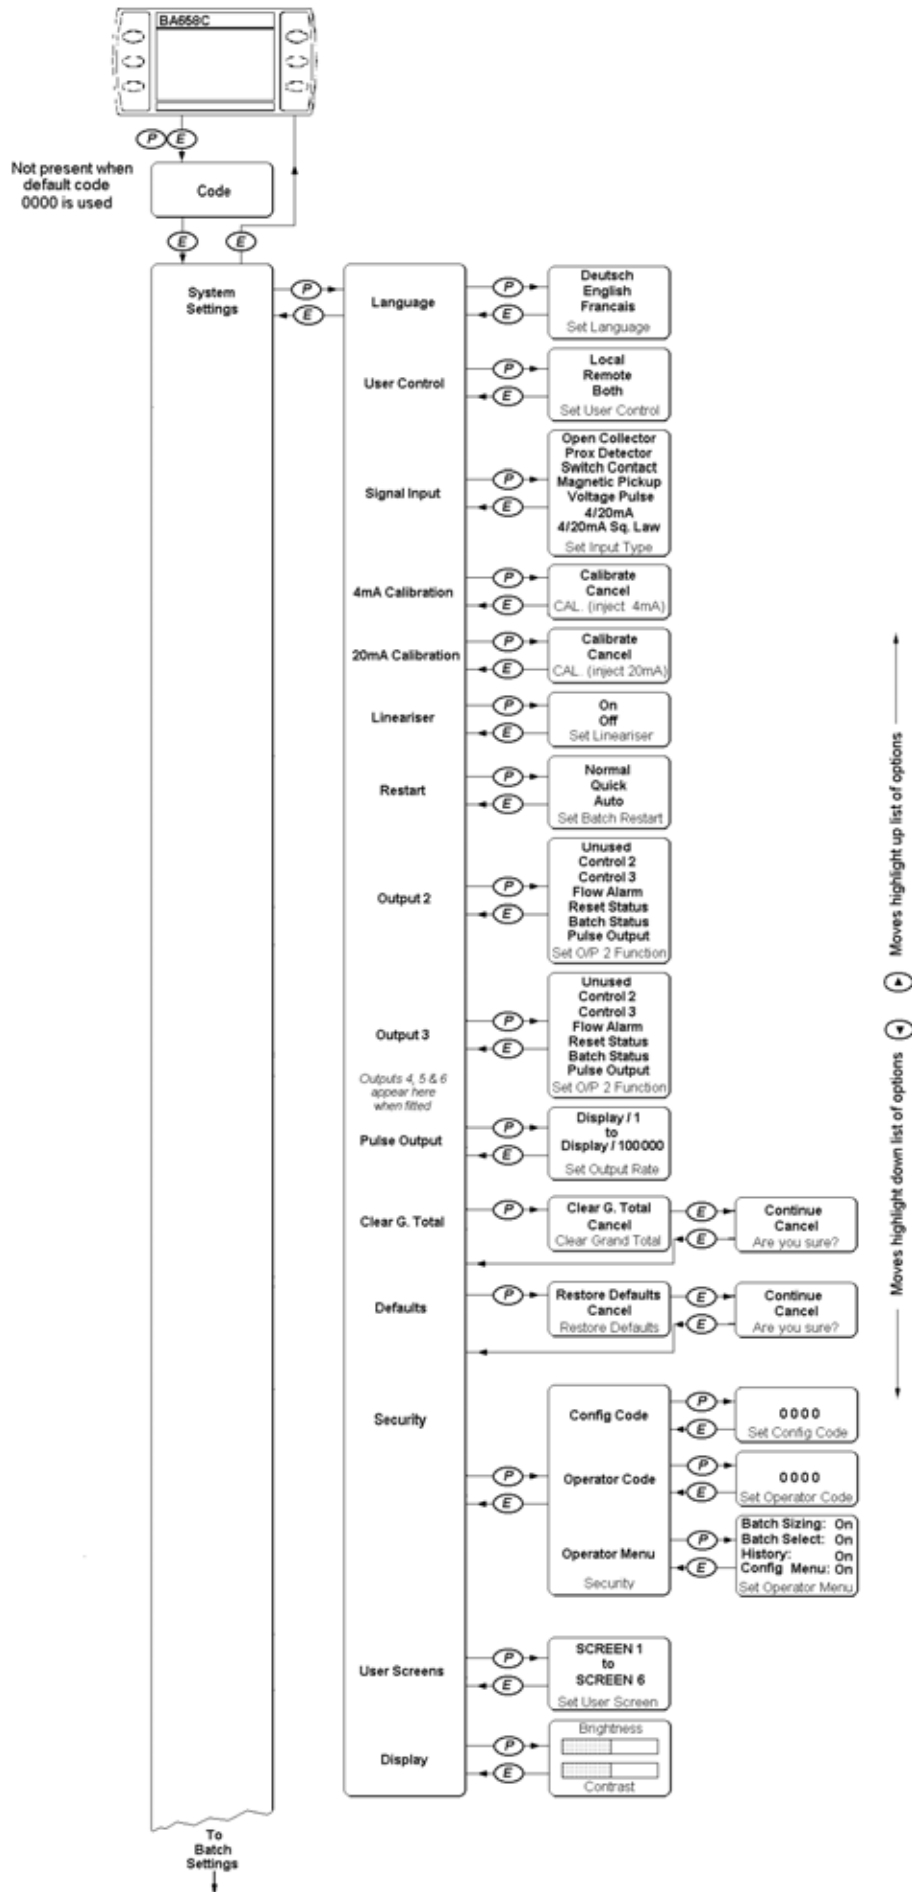 BA658C
P E
Not present when
default code
0000 is used
Code
E E
System
Settings
P
E
Language
P
E
Deutsch
English
Francais
Set Language
User Control
P
E
Local
Remote
Both
Set User Control
Signal Input
P
E
Open Collector
Prox Detector
Switch Contact
Magnetic Pickup
Voltage Pulse
4/20mA
4/20mA Sq. Law
Set Input Type
4mA Calibration
P
E
Calibrate
Cancel
CAL. (inject 4mA)
20mA Calibration
P
E
Calibrate
Cancel
CAL. (inject 20mA)
Lineariser
P
E
On
Off
Set Lineariser
Restart
P
E
Normal
Quick
Auto
Set Batch Restart
Output 2
P
E
Unused
Control 2
Control 3
Flow Alarm
Reset Status
Batch Status
Pulse Output
Set O/P 2 Function
Output 3
P
E
Unused
Control 2
Control 3
Flow Alarm
Reset Status
Batch Status
Pulse Output
Set O/P 2 Function
Outputs 4, 5 & 6
appear here
when fitted
Pulse Output
P
E
Display / 1
to
Display / 100000
Set Output Rate
Clear G. Total
P
Clear G. Total
Cancel
Clear Grand Total
E
E
Continue
Cancel
Are you sure?
Defaults
P
Restore Defaults
Cancel
Restore Defaults
E
E
Continue
Cancel
Are you sure?
Security
P
E
Config Code
P
E
0000
Set Config Code
Operator Code
P
E
0000
Set Operator Code
Operator Menu
Security
P
E
Batch Sizing: On
Batch Select: On
History: On
Config Menu: On
Set Operator Menu
User Screens
P
E
SCREEN 1
to
SCREEN 6
Set User Screen
Display
P
E
Brightness
Contrast
To
Batch
Settings
Moves highlight up list of options
Moves highlight down list of options